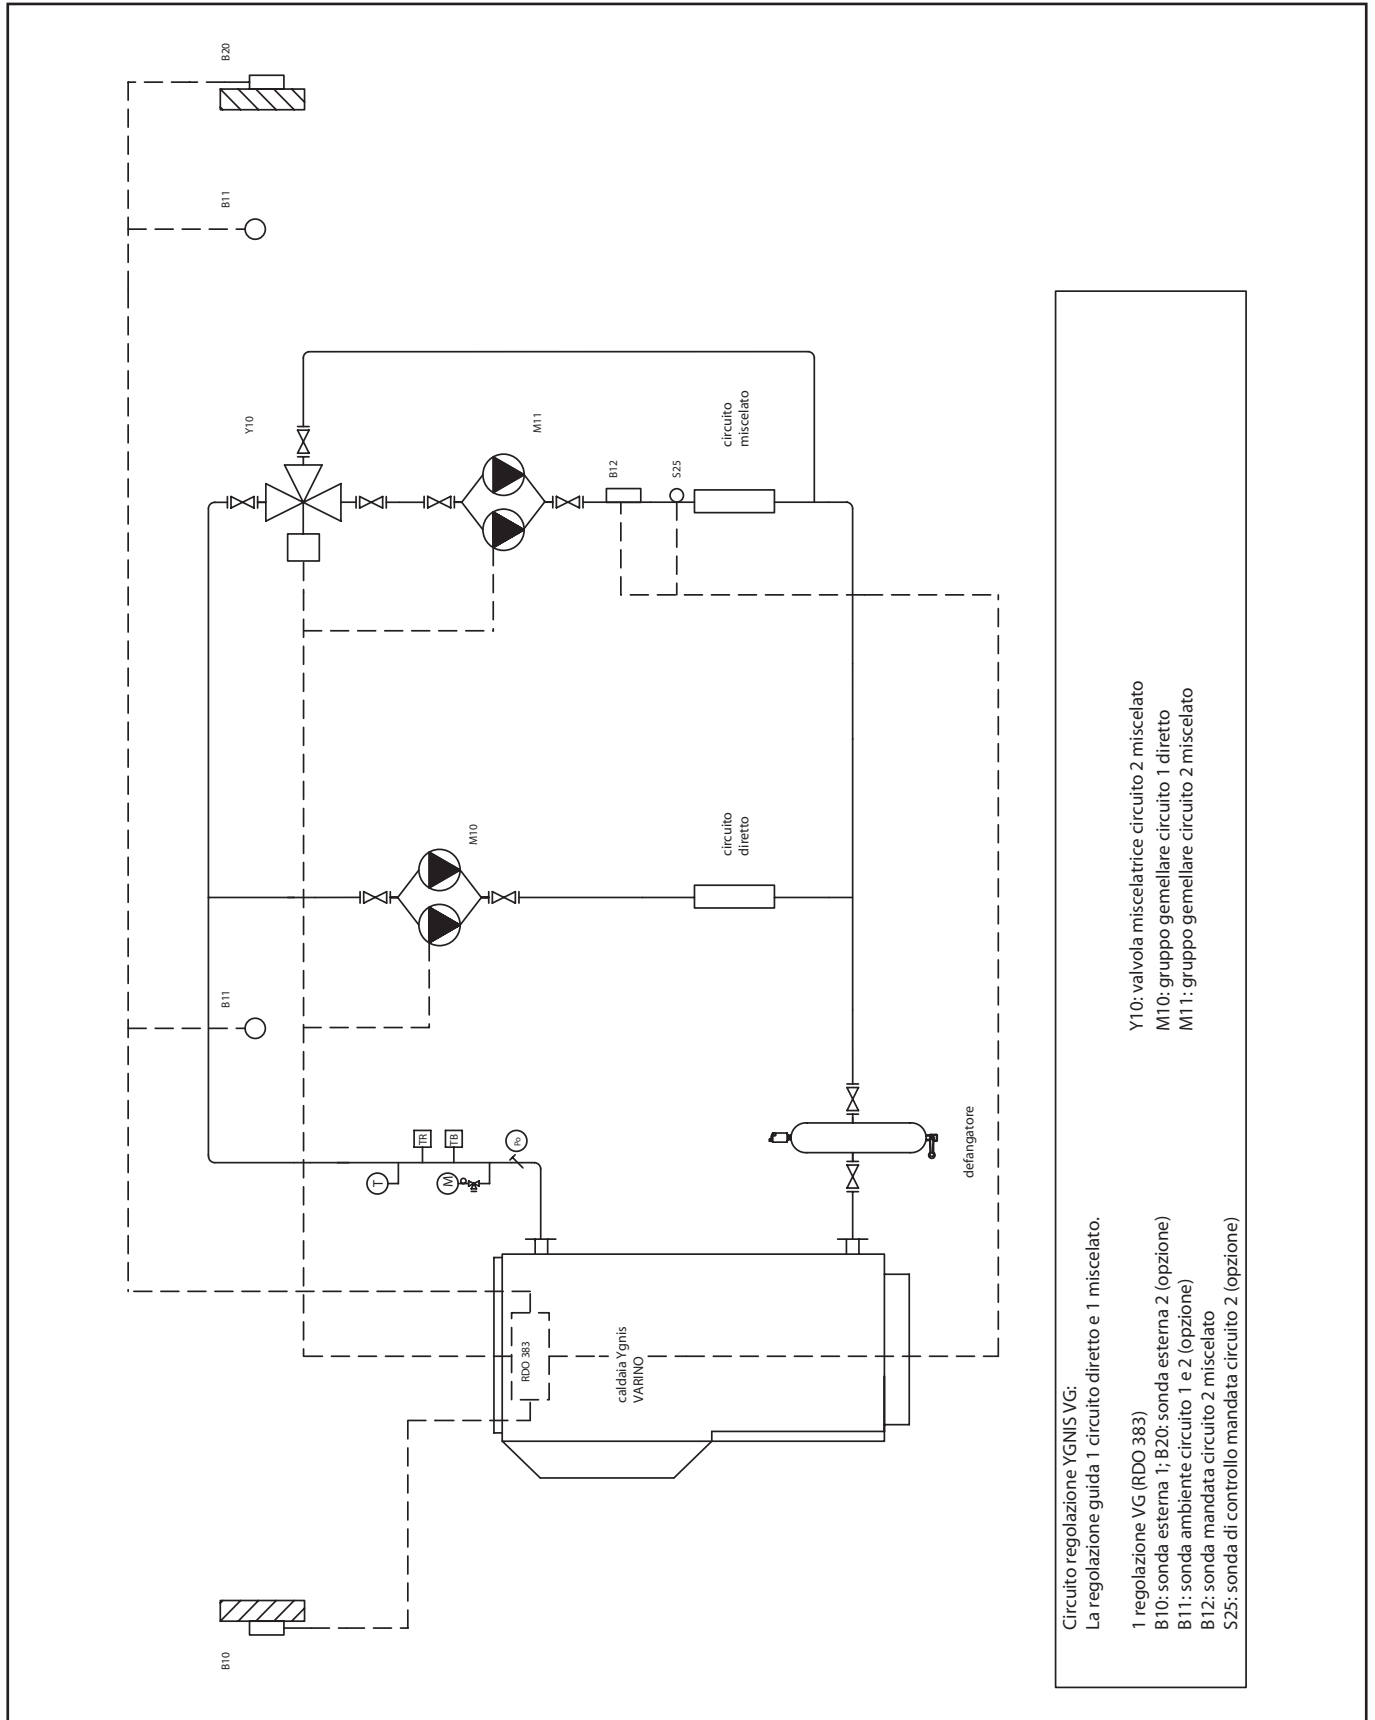 B10
B11
B11
B20
Y10
M10
M11
B12
S25
T
TR
TB
M
Po
RDO 383
caldaia Ygnis
VARINO
circuito
diretto
circuito
miscelato
defangatore
Circuito regolazione YGNIS VG:
La regolazione guida 1 circuito diretto e 1 miscelato.
1 regolazione VG (RDO 383)
B10: sonda esterna 1; B20: sonda esterna 2 (opzione)
B11: sonda ambiente circuito 1 e 2 (opzione)
B12: sonda mandata circuito 2 miscelato
S25: sonda di controllo mandata circuito 2 (opzione)
Y10: valvola miscelatrice circuito 2 miscelato
M10: gruppo gemellare circuito 1 diretto
M11: gruppo gemellare circuito 2 miscelato